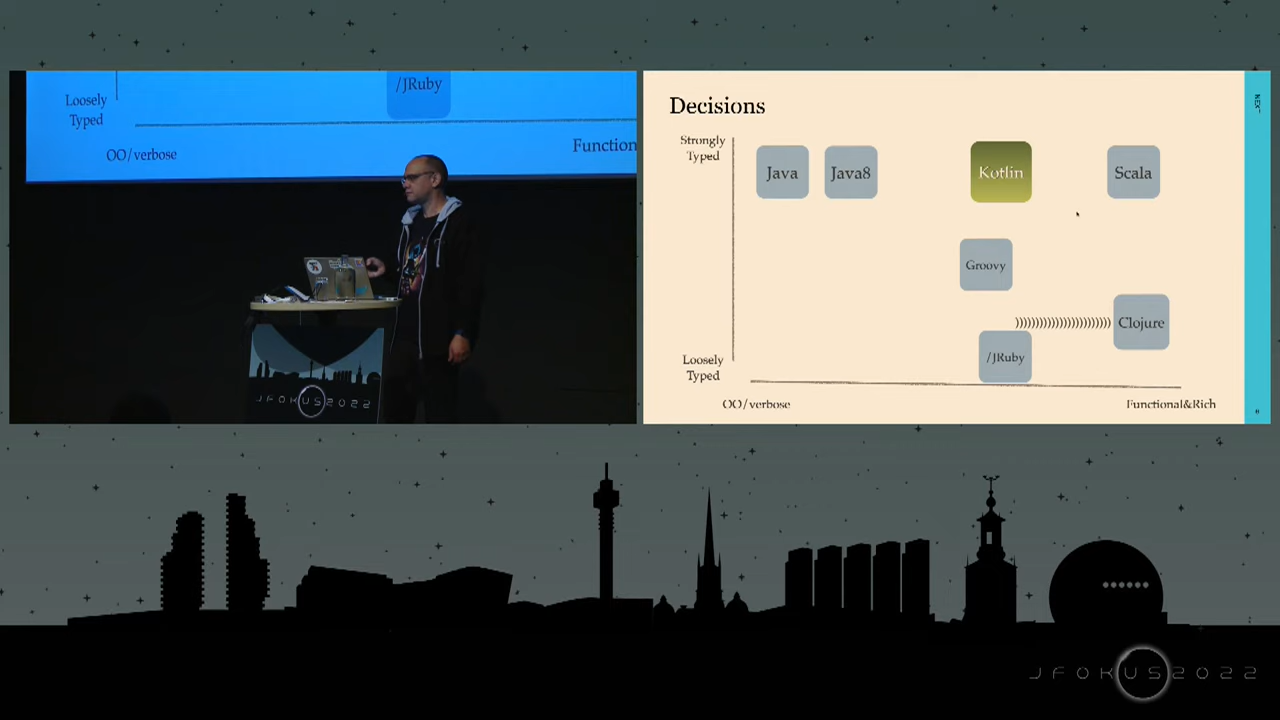 /JRuby
Loosely
Typed
OO/verbose
Function
JFOKUS2022
Decisions
NEXT
Strongly
Typed
Java
Java8
Kotlin
Scala
Groovy
))))))))))))))))))))))))
Clojure
/JRuby
Loosely
Typed
OO/verbose
Functional&Rich
JFOKUS2022